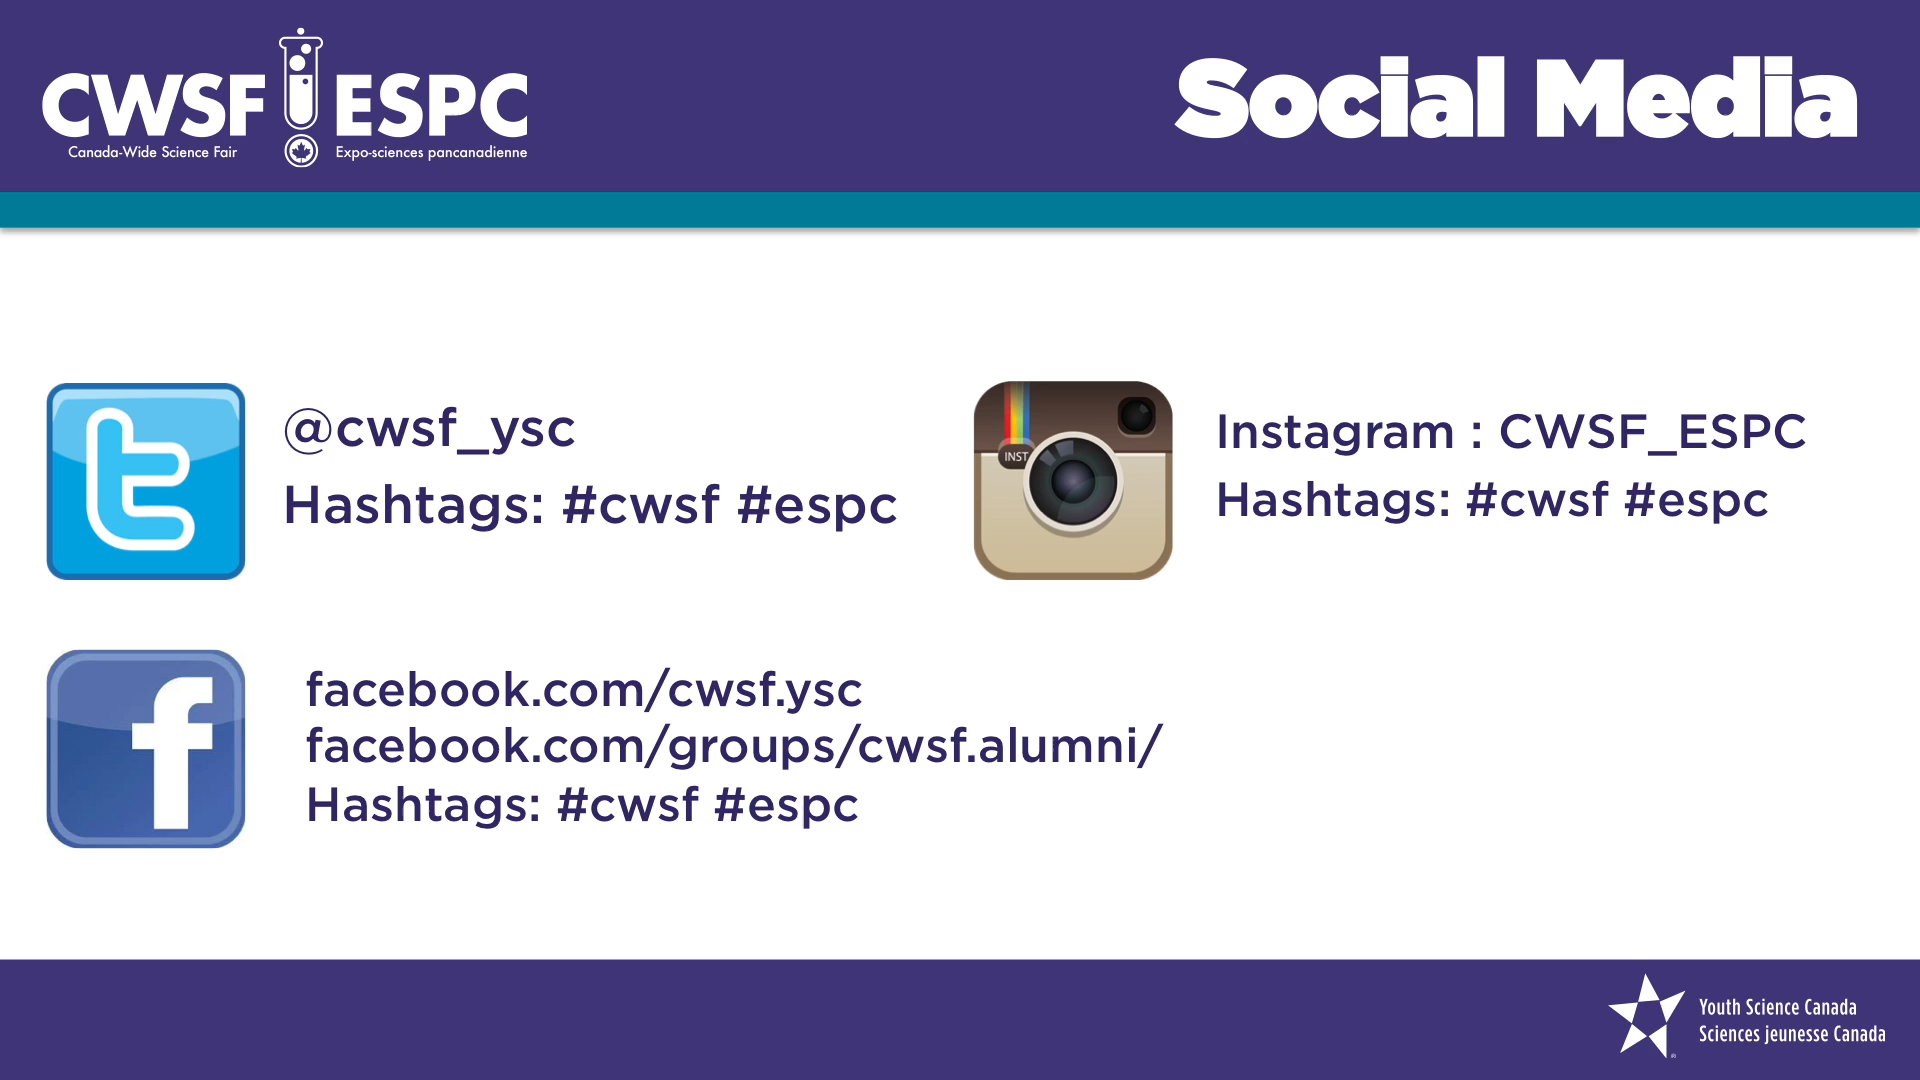 CWSF ESPC
Canada-Wide Science Fair Expo-sciences pancanadienne
Social Media
@cwsf_ysc
Hashtags: #cwsf #espc
INST
Instagram : CWSF_ESPC
Hashtags: #cwsf #espc
facebook.com/cwsf.ysc
facebook.com/groups/cwsf.alumni/
Hashtags: #cwsf #espc
Youth Science Canada
Sciences jeunesse Canada
®